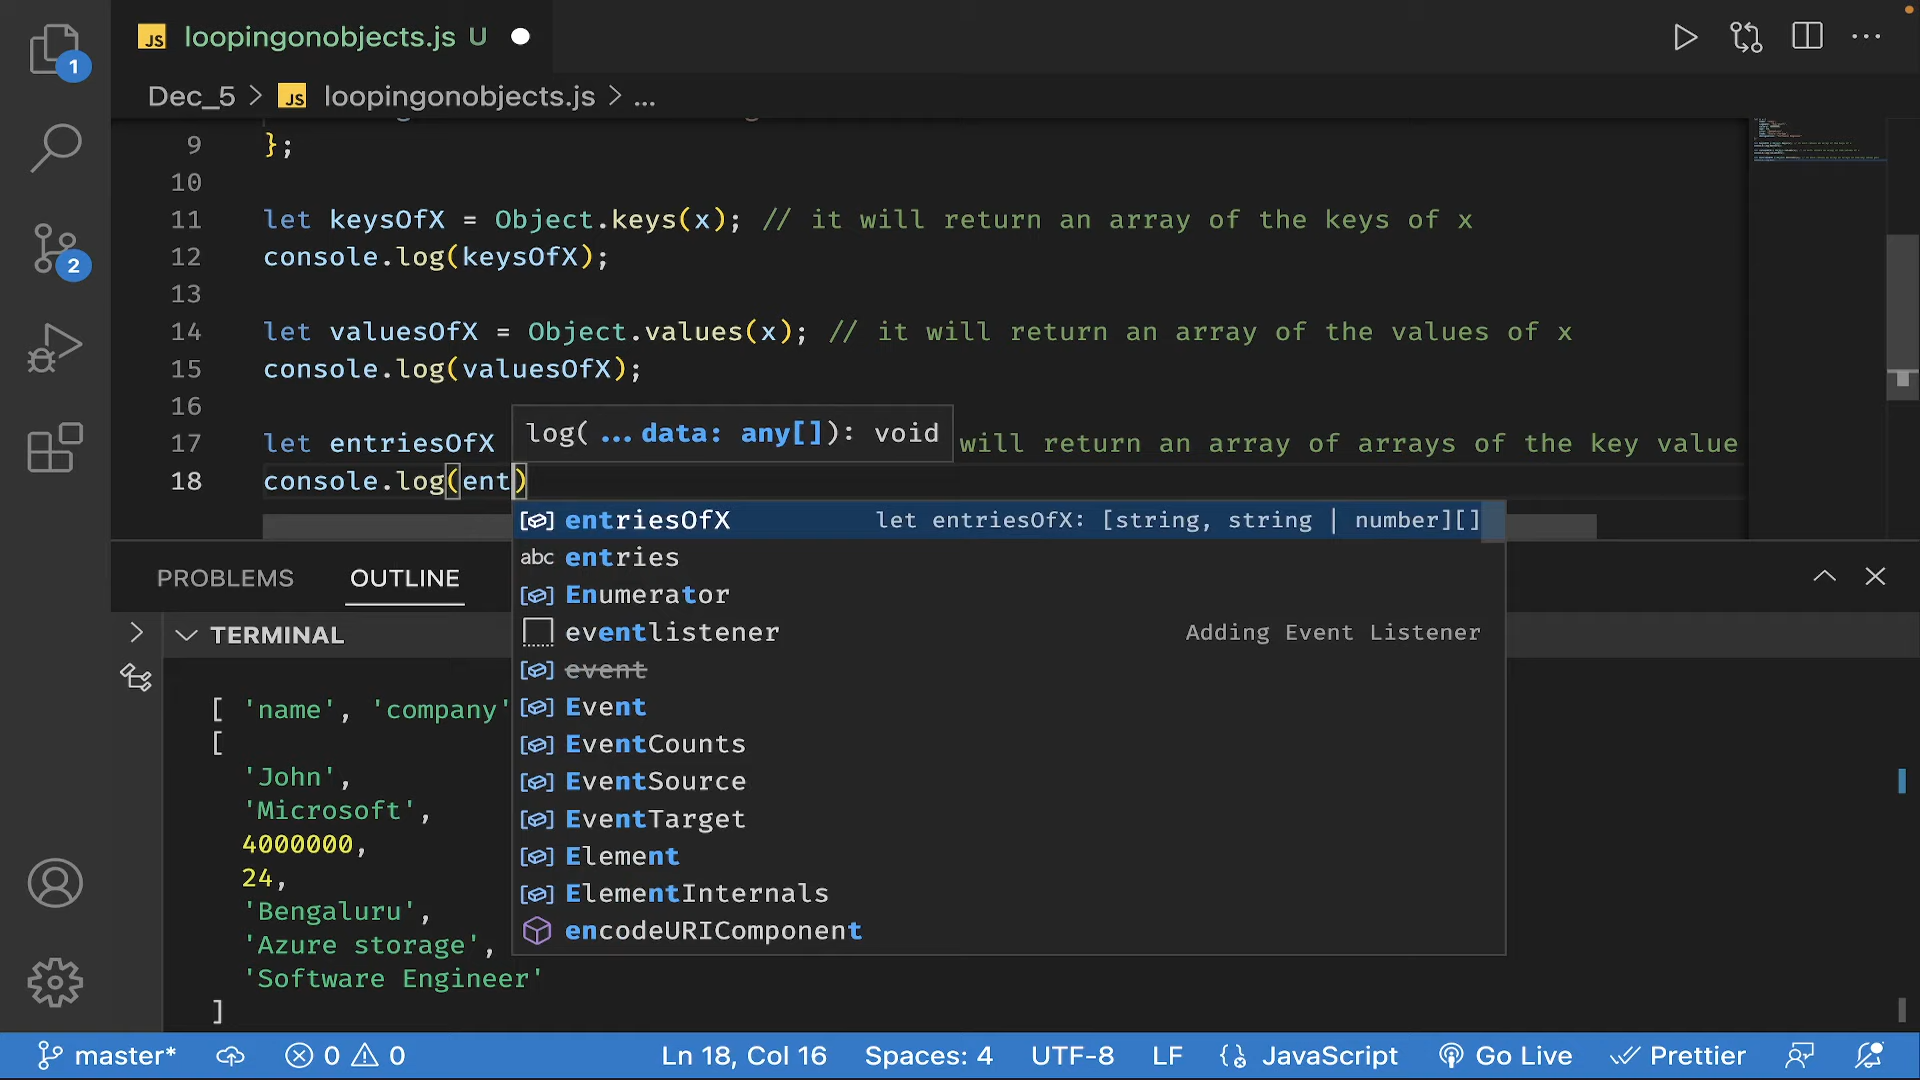 1
JS loopingonobjects.js U
Dec_5 > JS loopingonobjects.js > ...
9 };
10
11 let keysOfX = Object.keys(x); // it will return an array of the keys of x
12 console.log(keysOfX);
13
14 let valuesOfX = Object.values(x); // it will return an array of the values of x
15 console.log(valuesOfX);
16
17 let entriesOfX will return an array of arrays of the key value
log(...data: any[]): void
18 console.log(ent)
entriesOfX let entriesOfX: [string, string | number][]
abc entries
Enumerator
eventlistener Adding Event Listener
event
Event
EventCounts
EventSource
EventTarget
Element
ElementInternals
encodeURIComponent
2
PROBLEMS OUTLINE
TERMINAL
[ 'name', 'company'
[
'John',
'Microsoft',
4000000,
24,
'Bengaluru',
'Azure storage',
'Software Engineer'
]
master* 0 0 Ln 18, Col 16 Spaces: 4 UTF-8 LF JavaScript Go Live Prettier